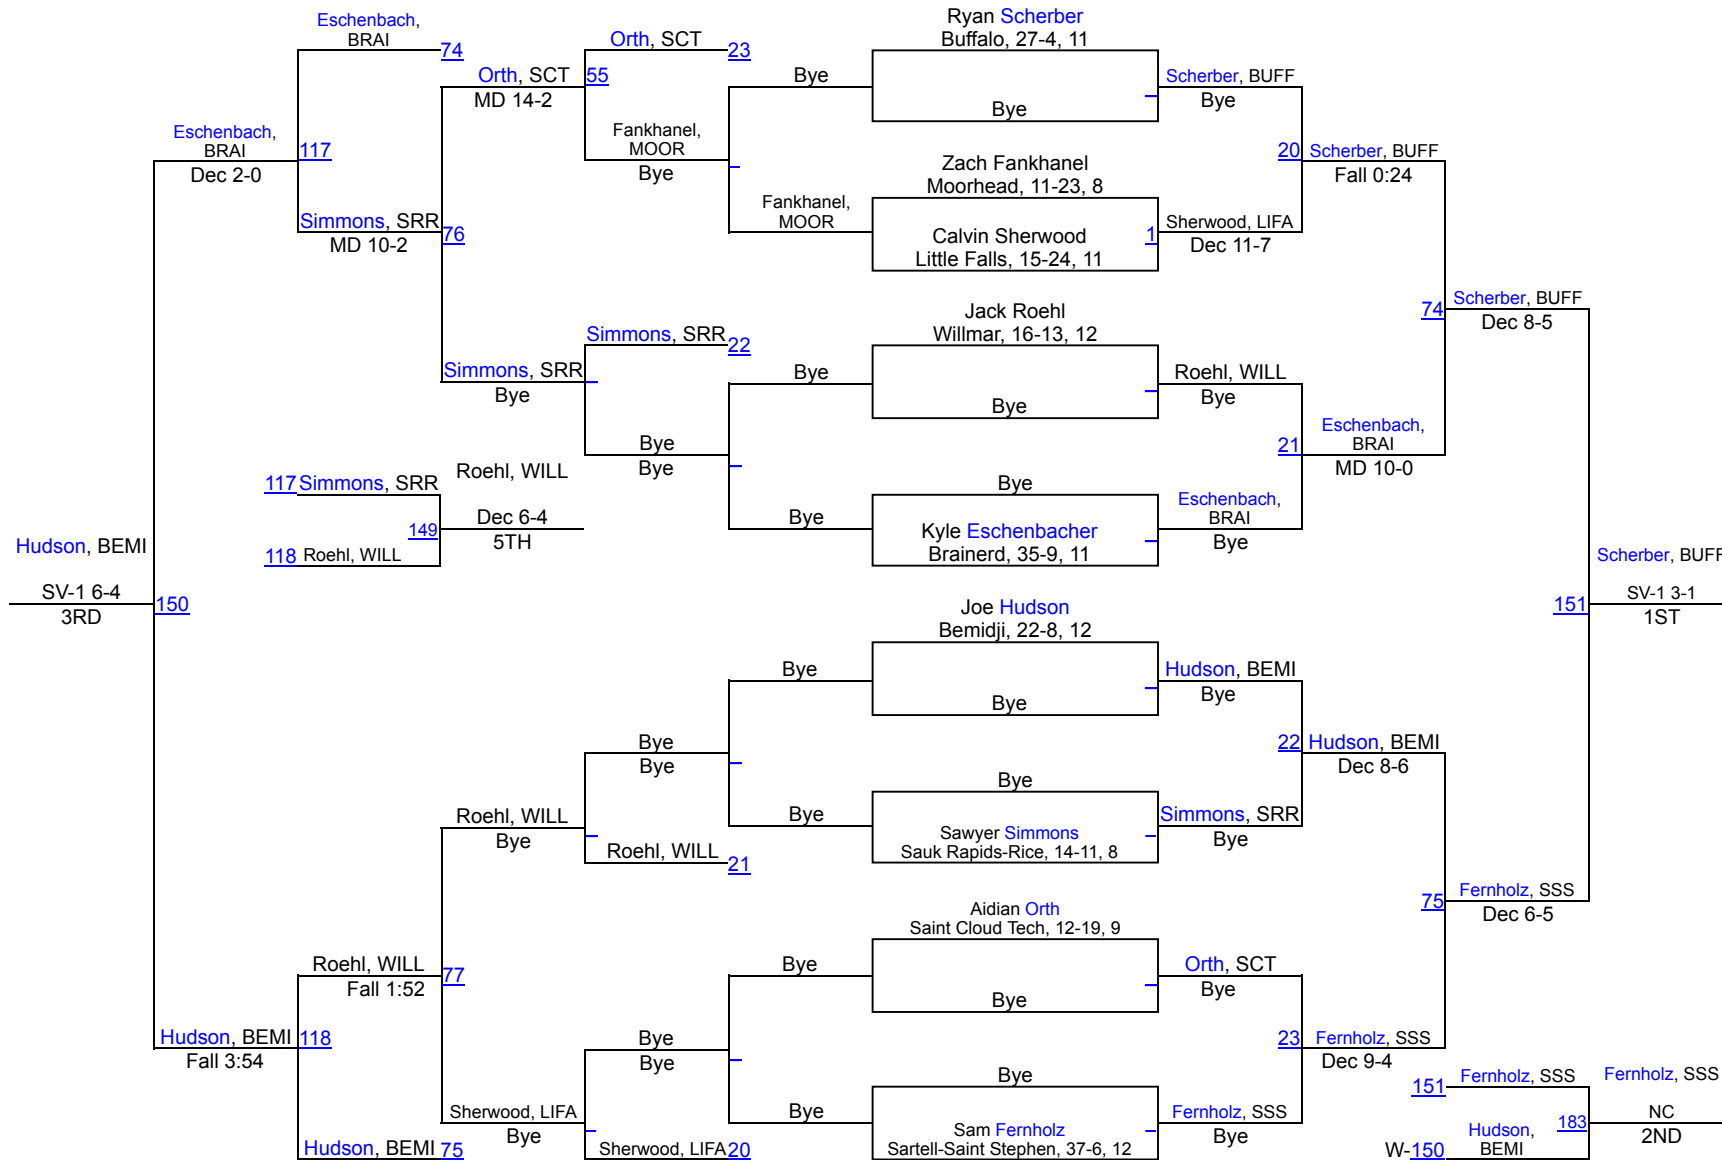 Eschenbach,
BRAI
74
Orth, SCT
MD 14-2
55
Orth, SCT
23
Eschenbach,
BRAI
Dec 2-0
117
Simmons, SRR
MD 10-2
76
Fankhanel,
MOOR
Bye
Bye
Fankhanel,
MOOR
Simmons, SRR
Bye
Simmons, SRR
22
Bye
Bye
Bye
Bye
117 Simmons, SRR
118 Roehl, WILL
149
Roehl, WILL
Dec 6-4
5TH
Hudson, BEMI
SV-1 6-4
3RD
150
Ryan Scherber
Buffalo, 27-4, 11
Bye
Zach Fankhanel
Moorhead, 11-23, 8
Calvin Sherwood
Little Falls, 15-24, 11
1
Jack Roehl
Willmar, 16-13, 12
Bye
Bye
Kyle Eschenbacher
Brainerd, 35-9, 11
Scherber, BUFF
Bye
20
Sherwood, LIFA
Dec 11-7
Scherber, BUFF
Fall 0:24
Roehl, WILL
Bye
21
Eschenbach,
BRAI
Bye
Eschenbach,
BRAI
MD 10-0
74
Scherber, BUFF
Dec 8-5
Scherber, BUFF
SV-1 3-1
1ST
151
Joe Hudson
Bemidji, 22-8, 12
Bye
Bye
Sawyer Simmons
Sauk Rapids-Rice, 14-11, 8
Aidian Orth
Saint Cloud Tech, 12-19, 9
Bye
Bye
Sam Fernholz
Sartell-Saint Stephen, 37-6, 12
Hudson, BEMI
Bye
22
Simmons, SRR
Bye
Hudson, BEMI
Dec 8-6
Orth, SCT
Bye
23
Fernholz, SSS
Bye
Fernholz, SSS
Dec 9-4
75
Fernholz, SSS
Dec 6-5
Bye
Bye
Bye
Bye
Roehl, WILL
Bye
Roehl, WILL
21
Roehl, WILL
Fall 1:52
77
Bye
Bye
Bye
Bye
Hudson, BEMI
Fall 3:54
118
Sherwood, LIFA
Bye
Sherwood, LIFA
20
Hudson, BEMI
75
151
Fernholz, SSS
W-150
Hudson,
BEMI
183
Fernholz, SSS
NC
2ND